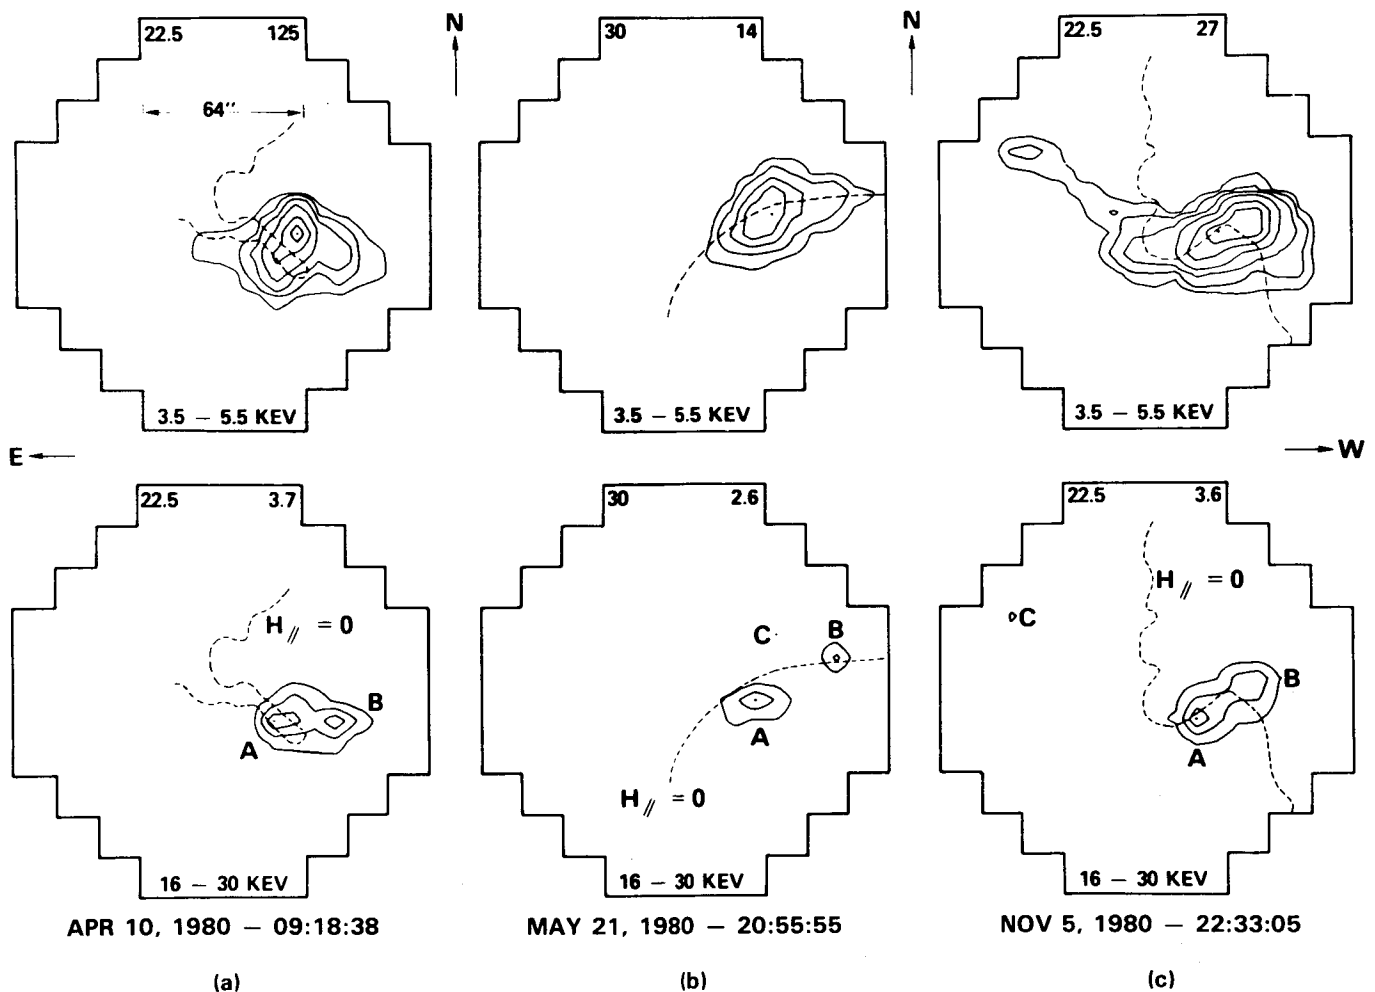 22.5 125
N
30 14
N
22.5 27
64"
3.5 – 5.5 KEV
3.5 – 5.5 KEV
3.5 – 5.5 KEV
E
W
22.5 3.7
30 2.6
22.5 3.6
H∥ = 0
H∥ = 0
C
C
B
B
B
A
A
A
H∥ = 0
16 – 30 KEV
16 – 30 KEV
16 – 30 KEV
APR 10, 1980 – 09:18:38
MAY 21, 1980 – 20:55:55
NOV 5, 1980 – 22:33:05
(a)
(b)
(c)